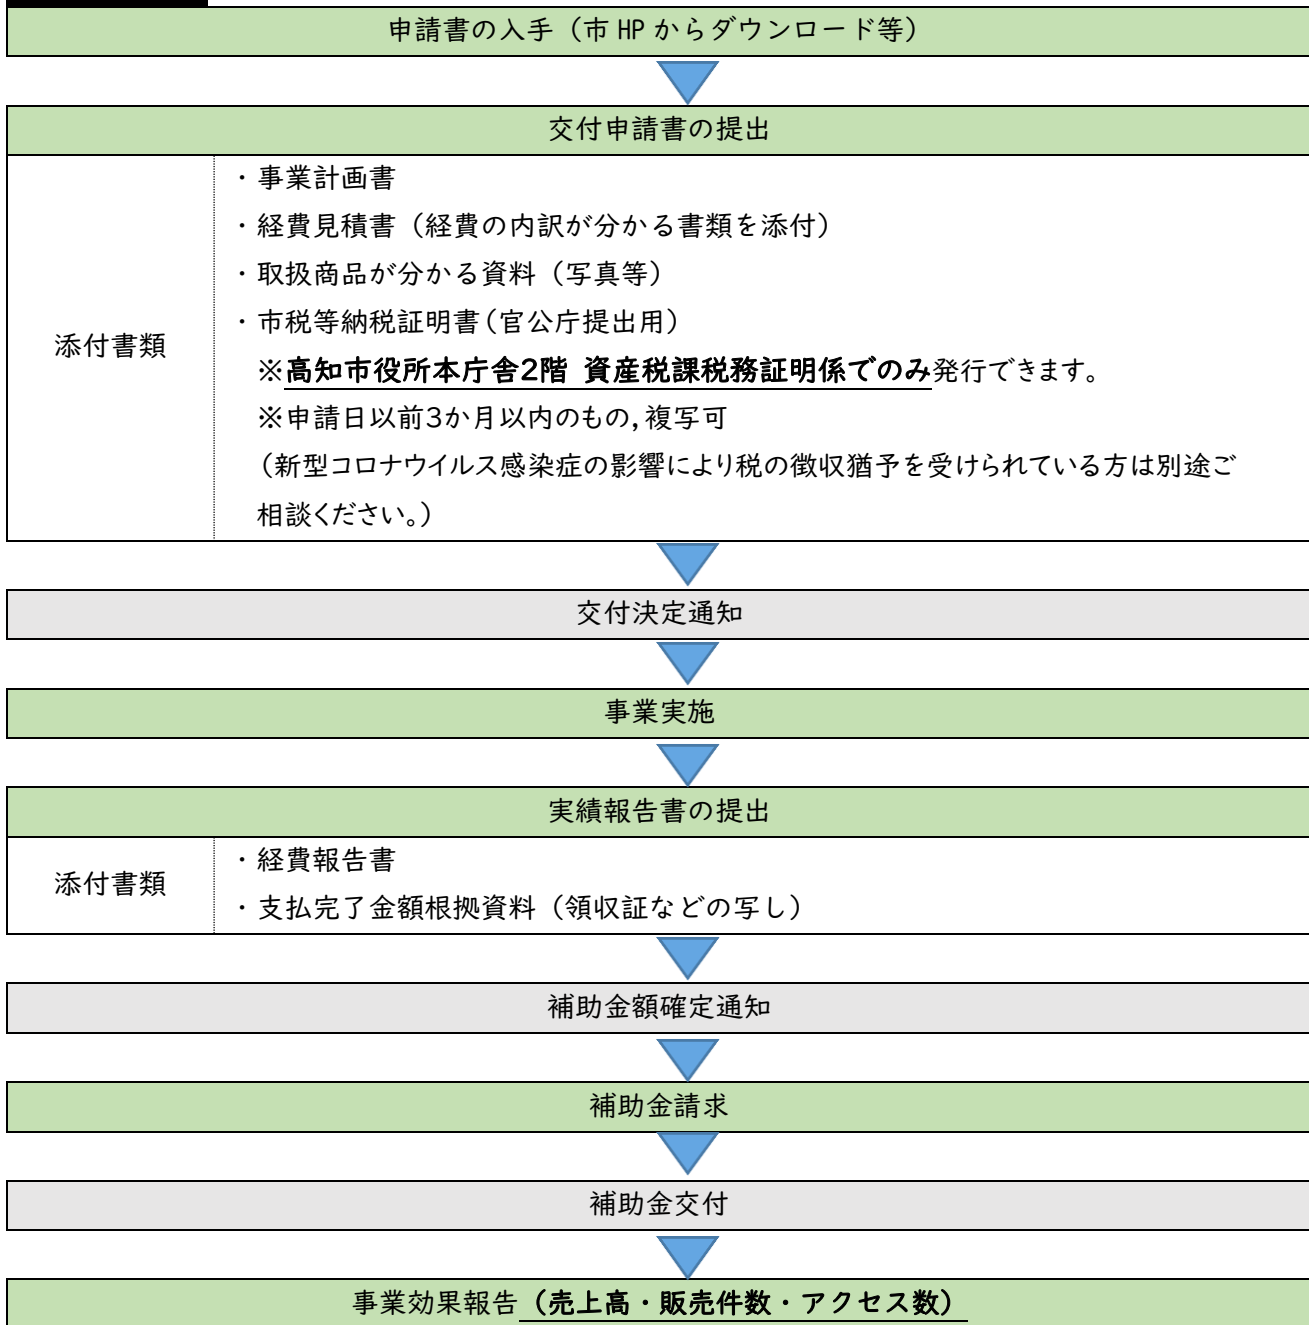 申請書の入手（市 HP からダウンロード等）
交付申請書の提出
添付書類
・事業計画書
・経費見積書（経費の内訳が分かる書類を添付）
・取扱商品が分かる資料（写真等）
・市税等納税証明書（官公庁提出用）
※高知市役所本庁舎2階 資産税課税務証明係でのみ発行できます。
※申請日以前3か月以内のもの，複写可
（新型コロナウイルス感染症の影響により税の徴収猶予を受けられている方は別途ご
相談ください。）
交付決定通知
事業実施
実績報告書の提出
添付書類
・経費報告書
・支払完了金額根拠資料（領収証などの写し）
補助金額確定通知
補助金請求
補助金交付
事業効果報告（売上高・販売件数・アクセス数）